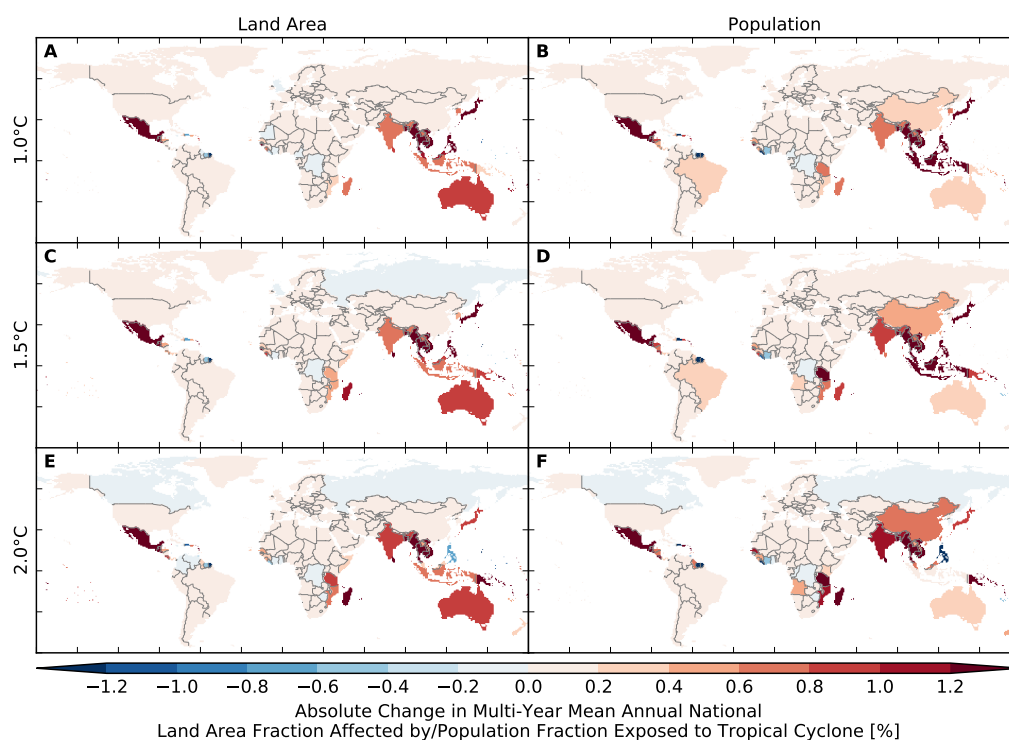 Land Area
Population
A
B
1.0°C
C
D
1.5°C
E
F
2.0°C
−1.2 −1.0 −0.8 −0.6 −0.4 −0.2 0.0 0.2 0.4 0.6 0.8 1.0 1.2
Absolute Change in Multi-Year Mean Annual National
Land Area Fraction Affected by/Population Fraction Exposed to Tropical Cyclone [%]